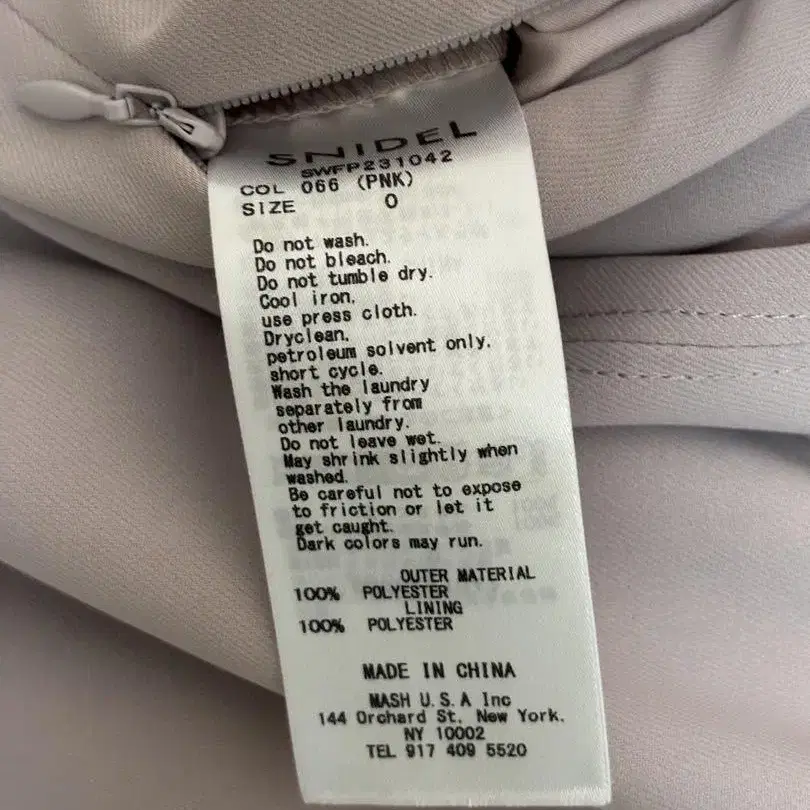 SNIDEL
SWFP231042
COL 066 (PNK)
SIZE 0
Do not wash.
Do not bleach.
Do not tumble dry.
Cool iron,
use press cloth.
Dryclean,
petroleum solvent only.
short cycle.
Wash the laundry
separately from
other laundry.
Do not leave wet.
May shrink slightly when
washed.
Be careful not to expose
to friction or let it
get caught.
Dark colors may run.
OUTER MATERIAL
100% POLYESTER
LINING
100% POLYESTER
MADE IN CHINA
MASH U.S.A Inc
144 Orchard St, New York,
NY 10002
TEL 917 409 5520